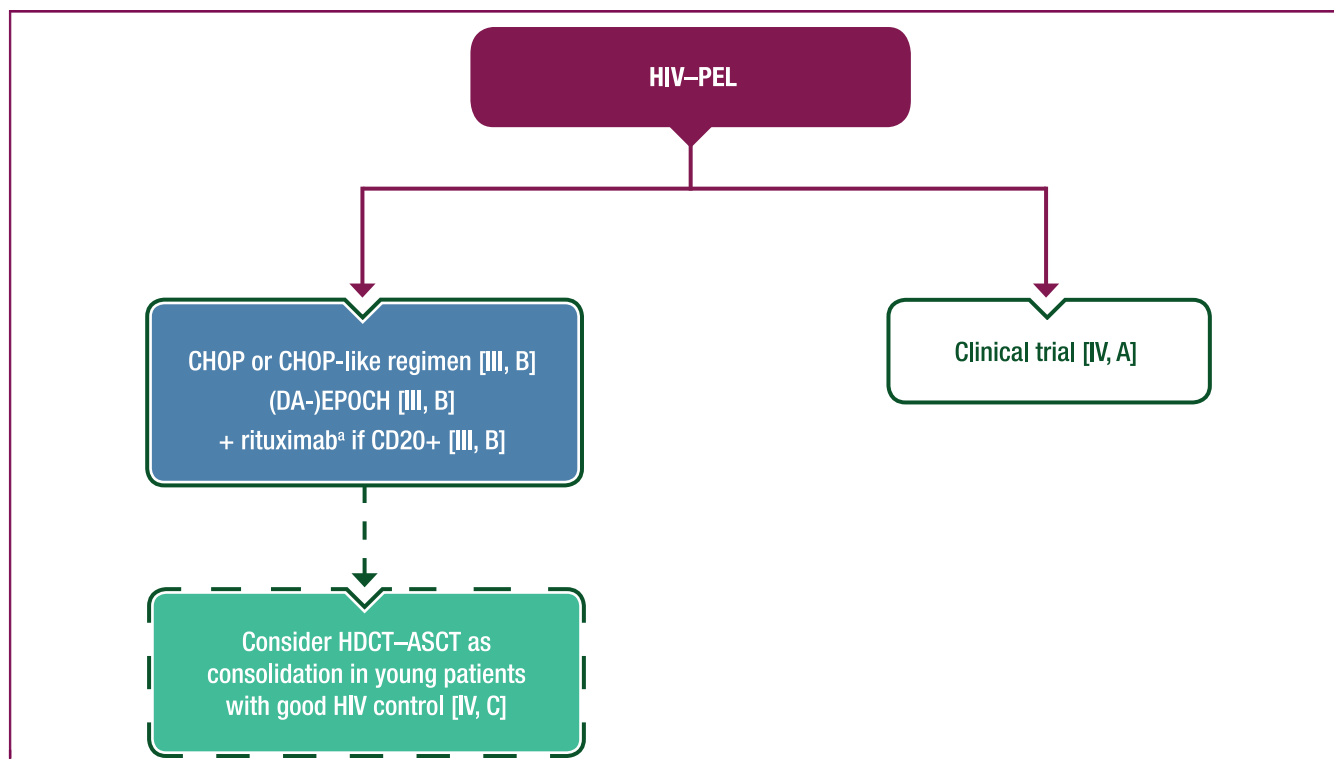 HIV–PEL
CHOP or CHOP-like regimen [III, B]
(DA-)EPOCH [III, B]
+ rituximabᵃ if CD20+ [III, B]
Clinical trial [IV, A]
Consider HDCT–ASCT as
consolidation in young patients
with good HIV control [IV, C]